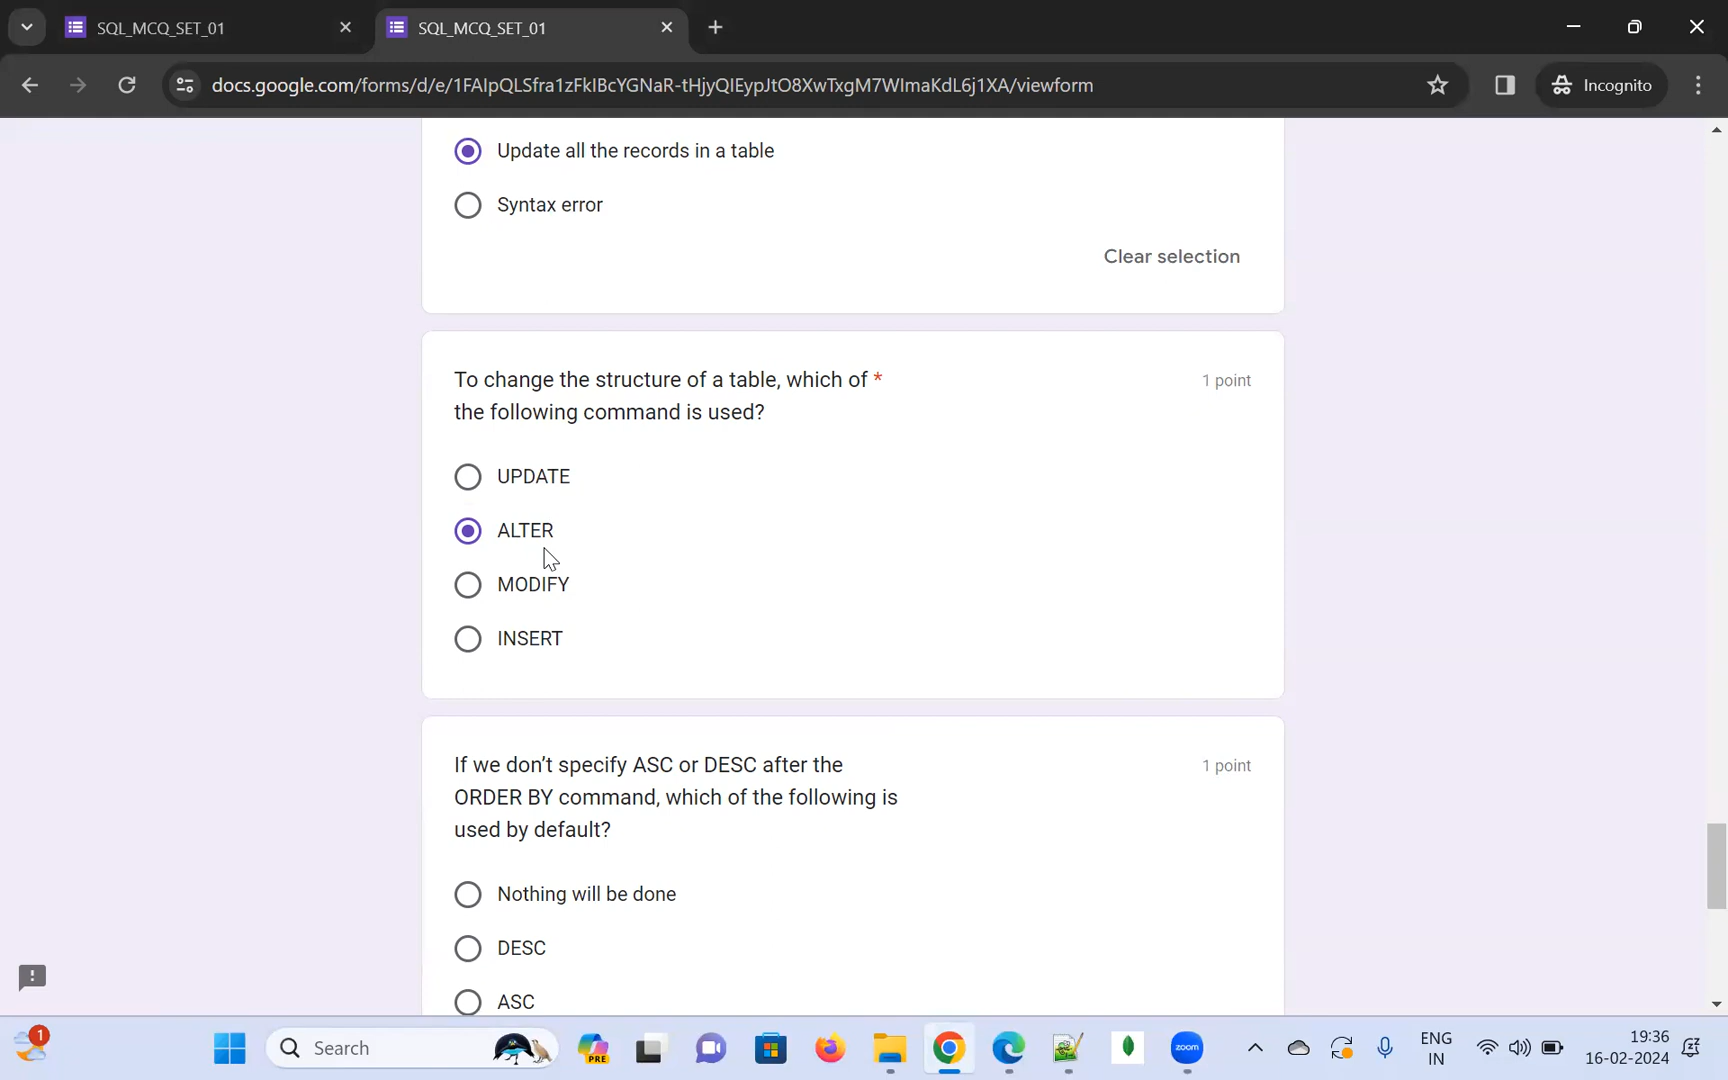 SQL_MCQ_SET_01
SQL_MCQ_SET_01
docs.google.com/forms/d/e/1FAIpQLSfra1zFkIBcYGNaR-tHjyQIEypJtO8XwTxgM7WImaKdL6j1XA/viewform
Incognito
Update all the records in a table
Syntax error
Clear selection
To change the structure of a table, which of *
1 point
the following command is used?
UPDATE
ALTER
MODIFY
INSERT
If we don’t specify ASC or DESC after the
1 point
ORDER BY command, which of the following is
used by default?
Nothing will be done
DESC
ASC
1
Search
PRE
zoom
ENG
IN
19:36
16-02-2024